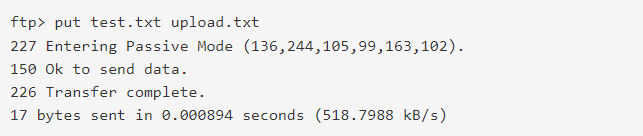 ftp> put test.txt upload.txt
227 Entering Passive Mode (136,244,105,99,163,102).
150 Ok to send data.
226 Transfer complete.
17 bytes sent in 0.000894 seconds (518.7988 kB/s)